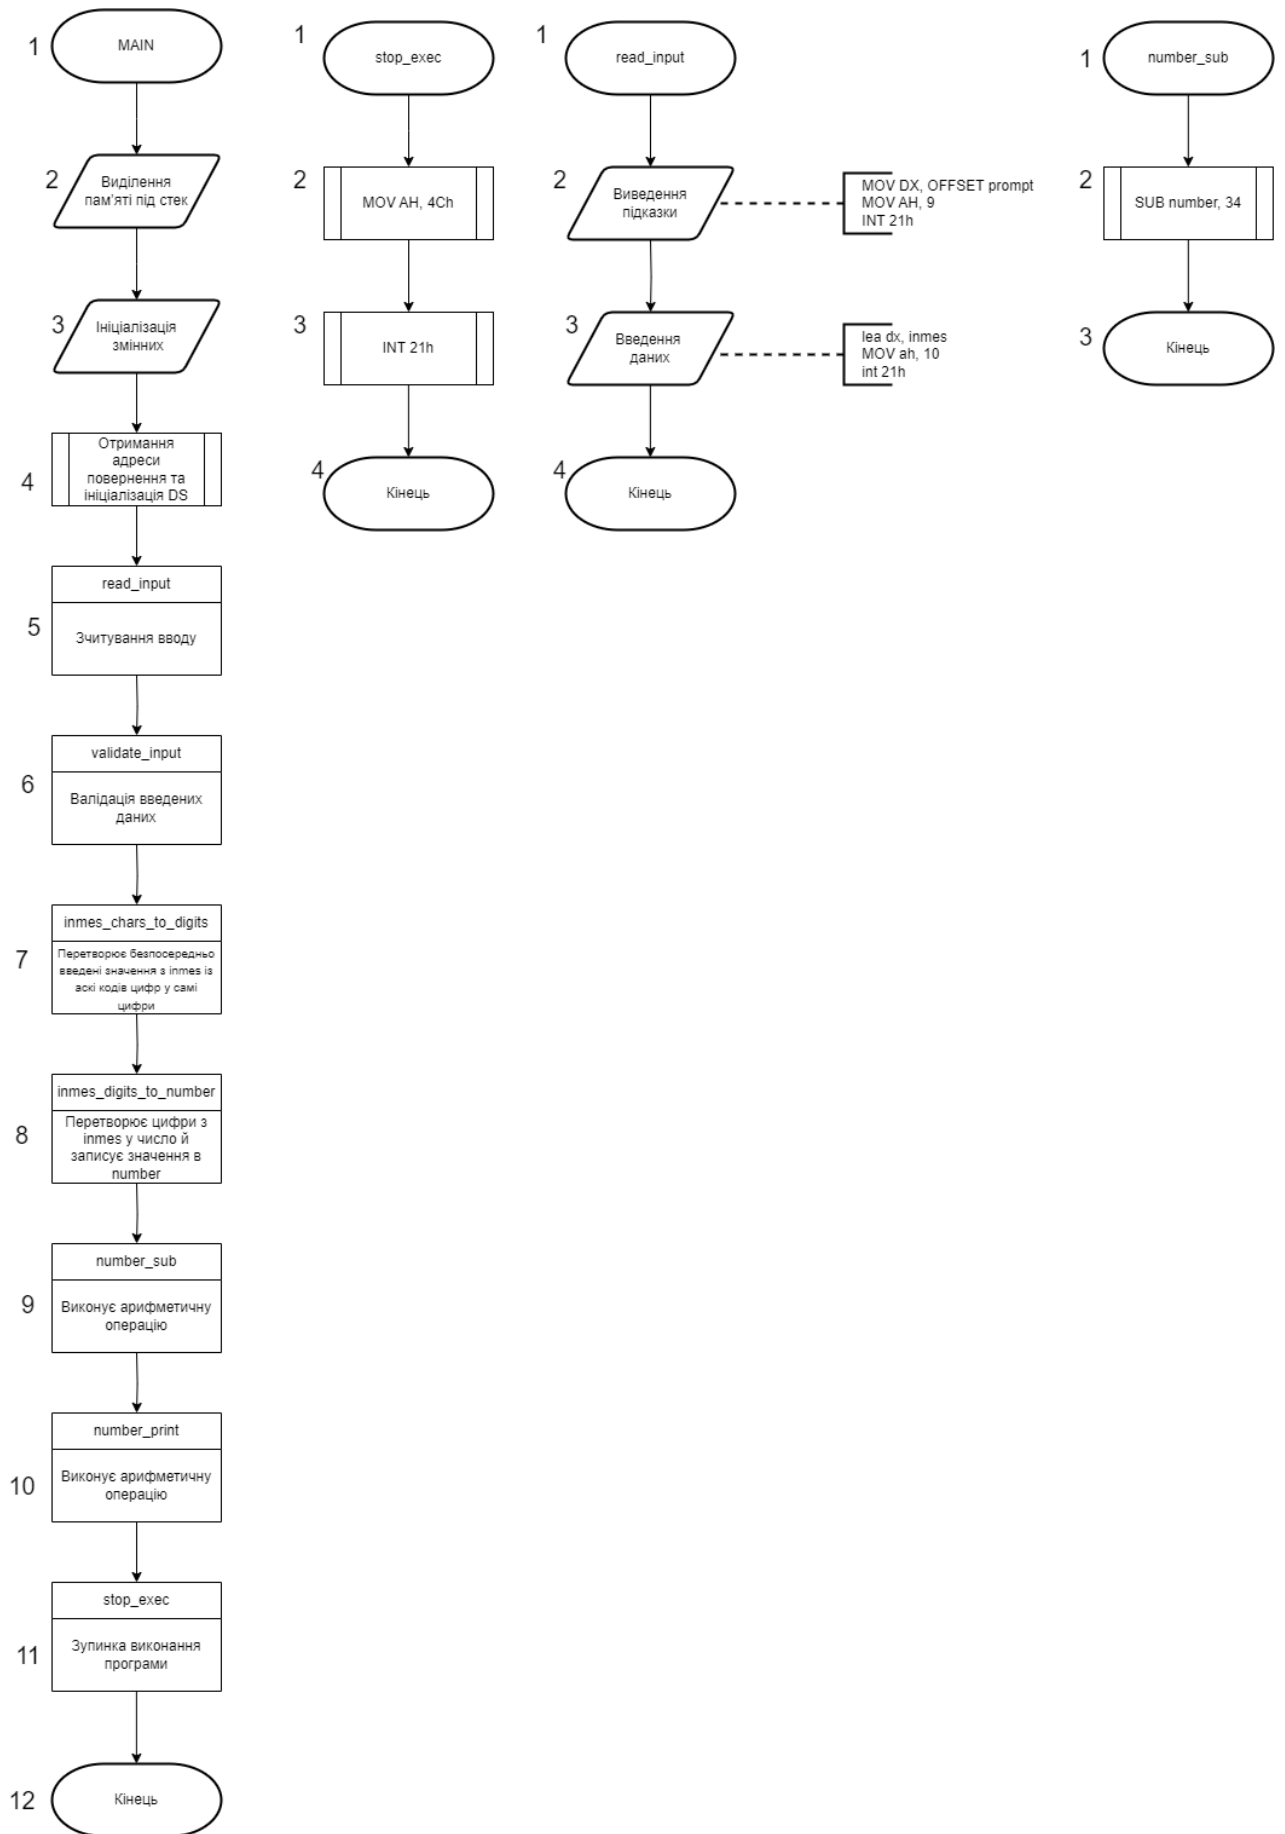 1
MAIN
2
Виділення
пам'яті під стек
3
Ініціалізація
змінних
4
Отримання
адреси
повернення та
ініціалізація DS
5
read_input
Зчитування вводу
6
validate_input
Валідація введених
даних
7
inmes_chars_to_digits
Перетворює безпосередньо
введені значення з inmes із
аскі кодів цифр у самі
цифри
8
inmes_digits_to_number
Перетворює цифри з
inmes у число й
записує значення в
number
9
number_sub
Виконує арифметичну
операцію
10
number_print
Виконує арифметичну
операцію
11
stop_exec
Зупинка виконання
програми
12
Кінець
1
stop_exec
2
MOV AH, 4Ch
3
INT 21h
4
Кінець
1
read_input
2
Виведення
підказки
MOV DX, OFFSET prompt
MOV AH, 9
INT 21h
3
Введення
даних
lea dx, inmes
MOV ah, 10
int 21h
4
Кінець
1
number_sub
2
SUB number, 34
3
Кінець